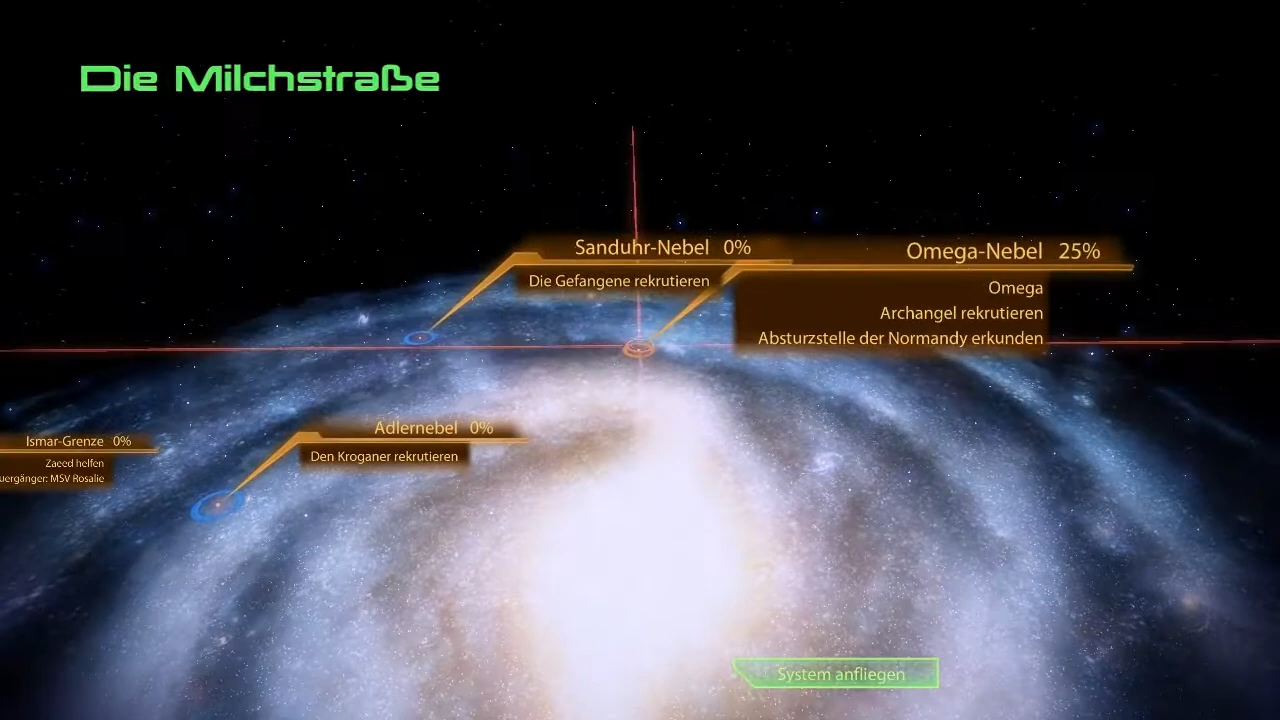 Die Milchstraße
Sanduhr-Nebel 0%
Die Gefangene rekrutieren
Omega-Nebel 25%
Omega
Archangel rekrutieren
Absturzstelle der Normandy erkunden
Adlernebel 0%
Den Kroganer rekrutieren
Ismar-Grenze 0%
Zaeed helfen
MSV Rosalie
System anfliegen